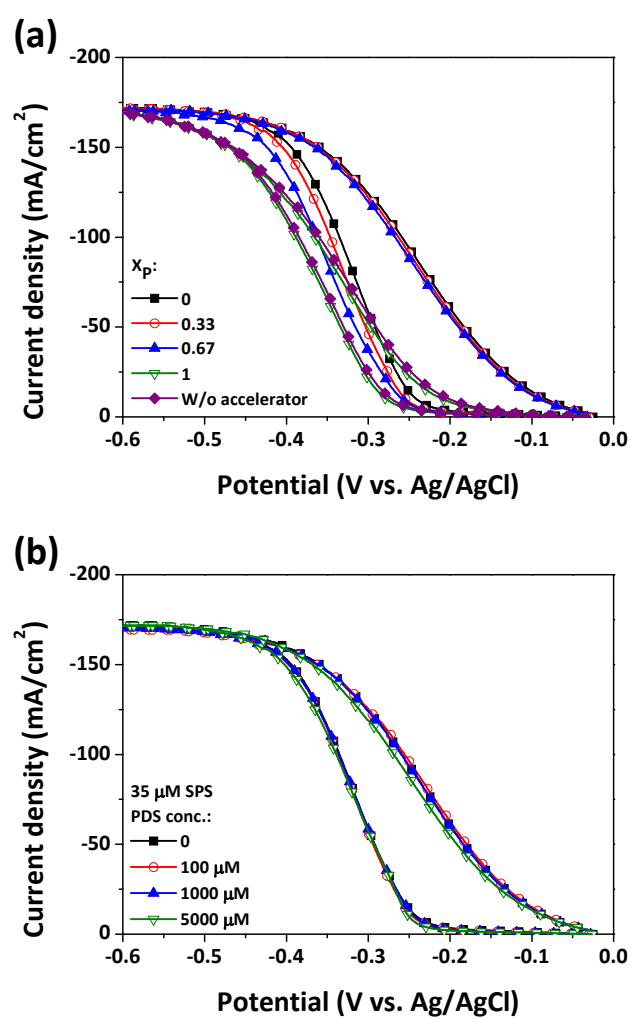 (a)
Current density (mA/cm²)
-200
-150
-100
-50
0
X_P:
0
0.33
0.67
1
W/o accelerator
-0.6 -0.5 -0.4 -0.3 -0.2 -0.1 0.0
Potential (V vs. Ag/AgCl)
(b)
Current density (mA/cm²)
-200
-150
-100
-50
0
35 μM SPS
PDS conc.:
0
100 μM
1000 μM
5000 μM
-0.6 -0.5 -0.4 -0.3 -0.2 -0.1 0.0
Potential (V vs. Ag/AgCl)